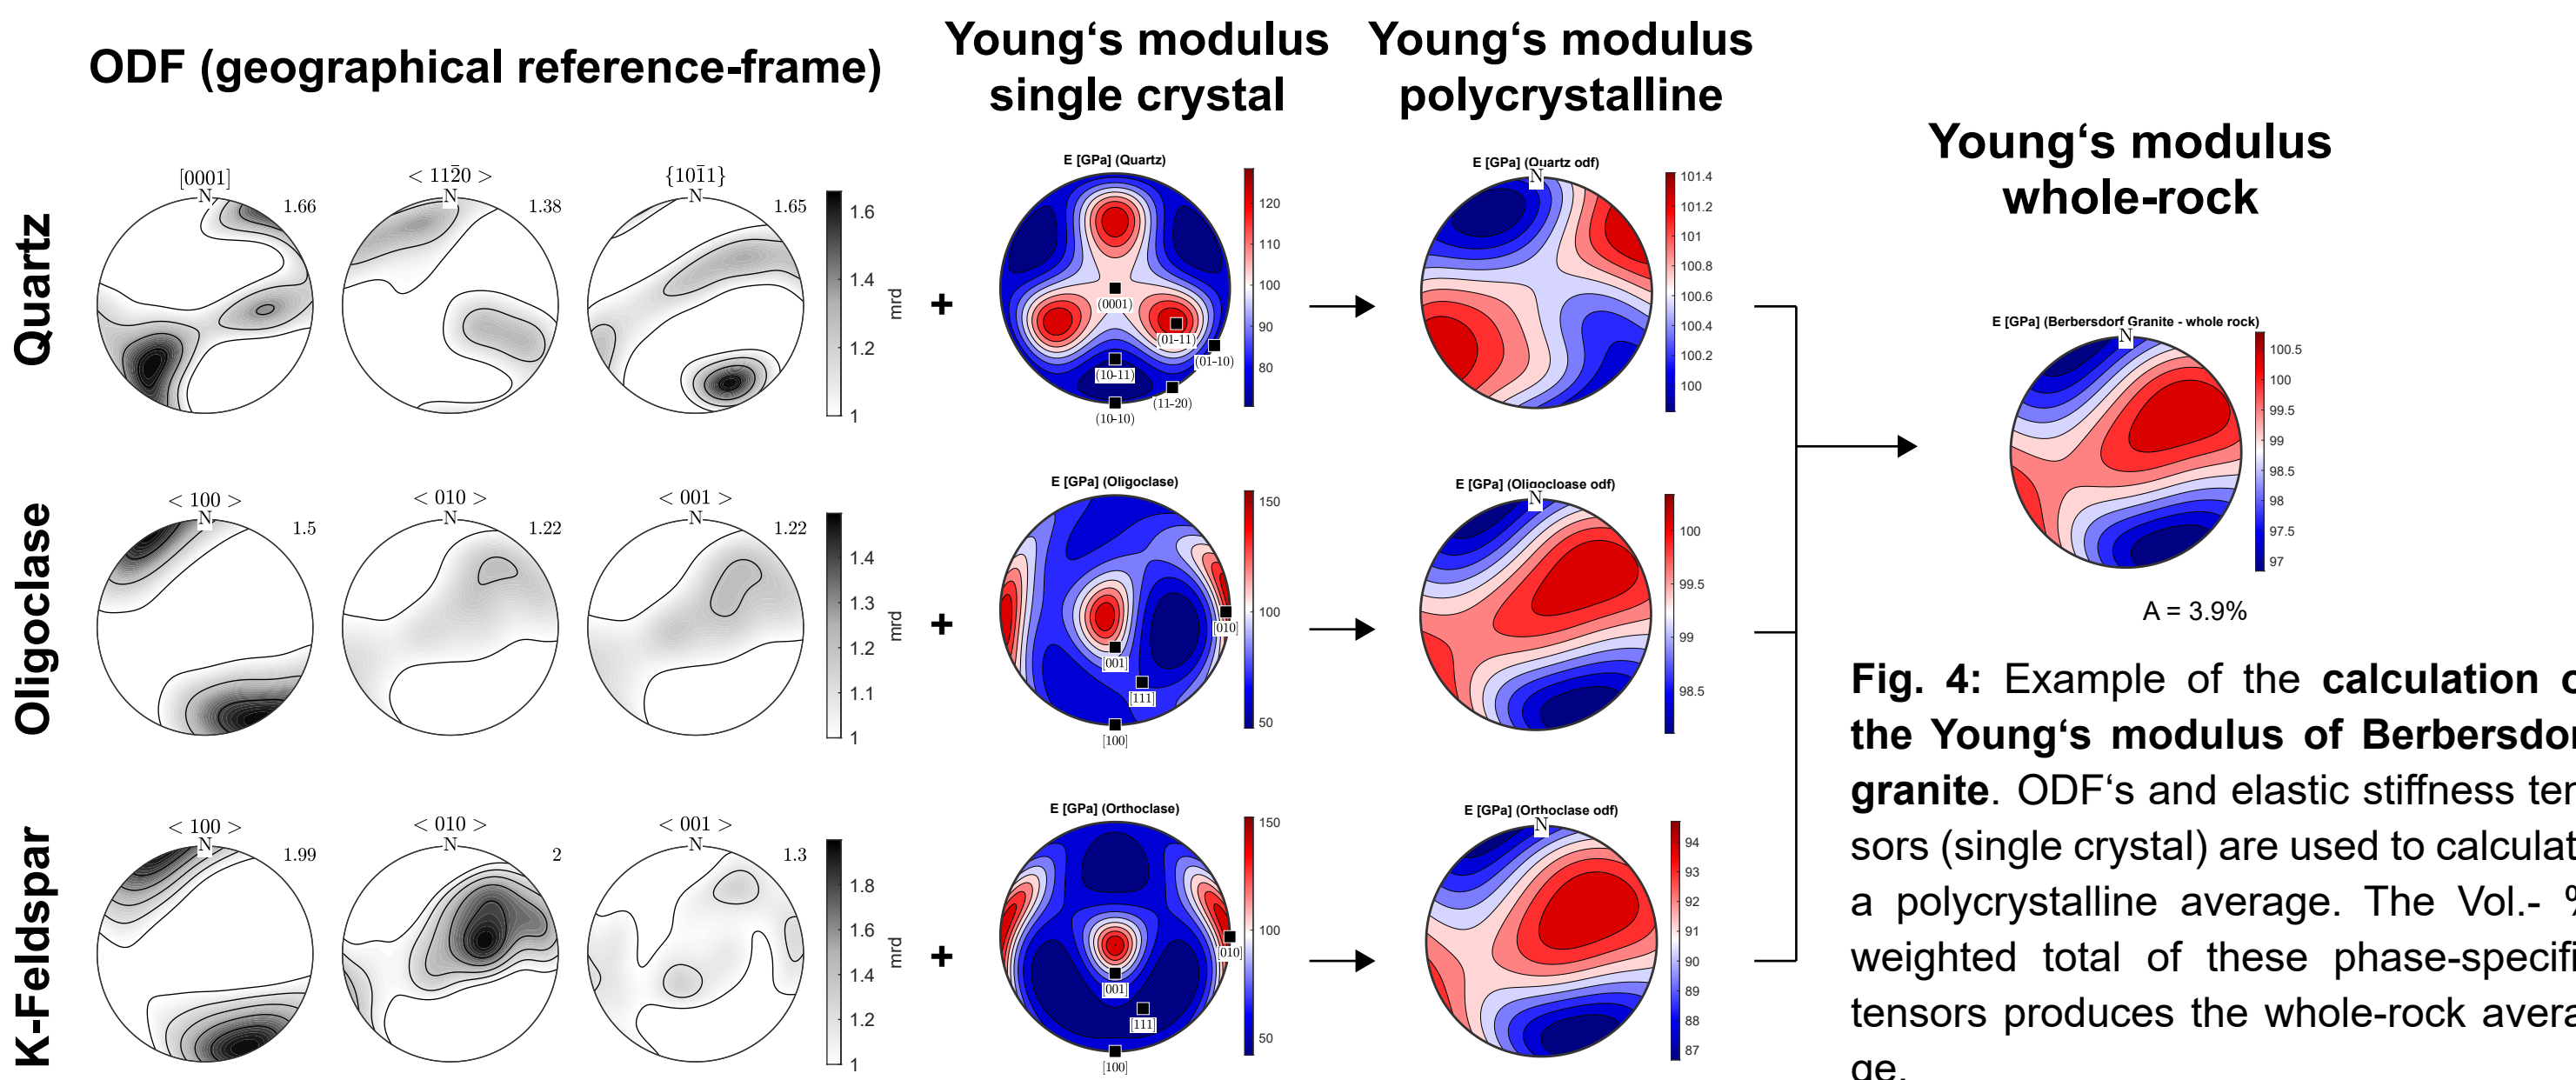 ODF (geographical reference-frame)
Young‘s modulus
single crystal
Young‘s modulus
polycrystalline
Young‘s modulus
whole-rock
Quartz
[0001]
N
1.66
< 112̄0 >
N
1.38
{101̄1}
N
1.65
1.6
1.4
1.2
1
mrd
+
E [GPa] (Quartz)
(0001)
(01-11)
(01-10)
(10-11)
(11-20)
(10-10)
120
110
100
90
80
E [GPa] (Quartz odf)
N
101.4
101.2
101
100.8
100.6
100.4
100.2
100
E [GPa] (Berbersdorf Granite - whole rock)
N
100.5
100
99.5
99
98.5
98
97.5
97
A = 3.9%
Oligoclase
< 100 >
N
1.5
< 010 >
N
1.22
< 001 >
N
1.22
1.4
1.3
1.2
1.1
1
mrd
+
E [GPa] (Oligoclase)
[010]
[001]
[111]
[100]
150
100
50
E [GPa] (Oligocloase odf)
N
100
99.5
99
98.5
K-Feldspar
< 100 >
N
1.99
< 010 >
N
2
< 001 >
N
1.3
1.8
1.6
1.4
1.2
1
mrd
+
E [GPa] (Orthoclase)
[010]
[001]
[111]
[100]
150
100
50
E [GPa] (Orthoclase odf)
N
94
93
92
91
90
89
88
87
Fig. 4: Example of the calculation o
the Young‘s modulus of Berbersdor
granite. ODF‘s and elastic stiffness ten
sors (single crystal) are used to calculat
a polycrystalline average. The Vol.- %
weighted total of these phase-specifi
tensors produces the whole-rock avera
ge.